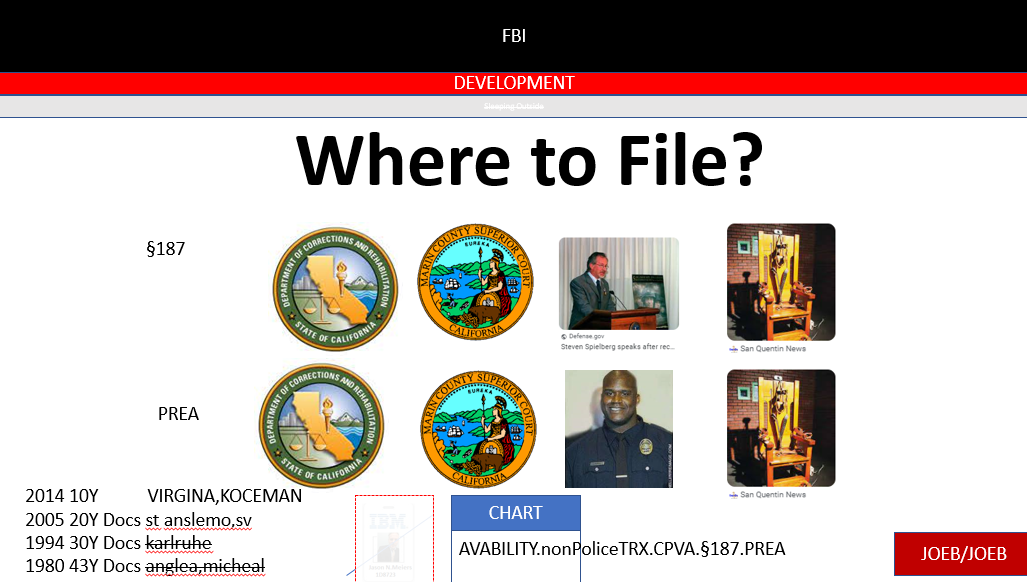 FBI
DEVELOPMENT
Sleeping Outside
Where to File?
§187
DEPARTMENT OF CORRECTIONS AND REHABILITATION
STATE OF CALIFORNIA
MARIN COUNTY SUPERIOR COURT
EUREKA
CALIFORNIA
Defense.gov
Steven Spielberg speaks after rec...
San Quentin News
PREA
DEPARTMENT OF CORRECTIONS AND REHABILITATION
STATE OF CALIFORNIA
MARIN COUNTY SUPERIOR COURT
EUREKA
CALIFORNIA
San Quentin News
2014 10Y VIRGINA,KOCEMAN
2005 20Y Docs st anslemo,sv
1994 30Y Docs karlruhe
1980 43Y Docs anglea,micheal
IBM
CHART
AVABILITY.nonPoliceTRX.CPVA.§187.PREA
JOEB/JOEB